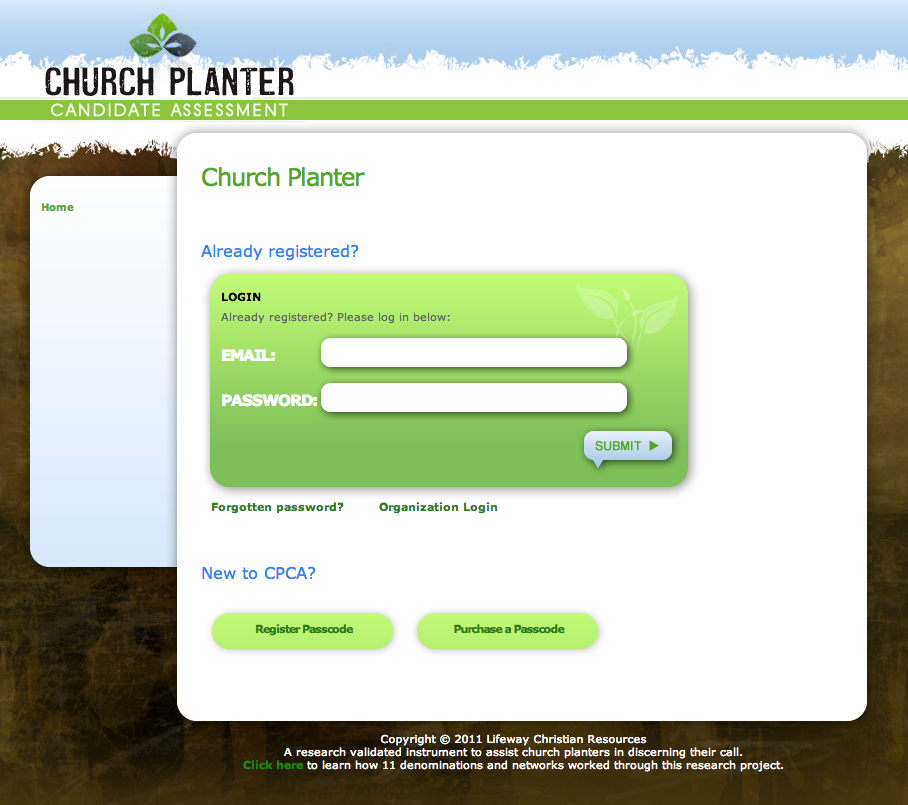 CHURCH PLANTER
CANDIDATE ASSESSMENT
Home
Church Planter
Already registered?
LOGIN
Already registered? Please log in below:
EMAIL:
PASSWORD:
SUBMIT
Forgotten password? Organization Login
New to CPCA?
Register Passcode Purchase a Passcode
Copyright © 2011 Lifeway Christian Resources
A research validated instrument to assist church planters in discerning their call.
Click here to learn how 11 denominations and networks worked through this research project.